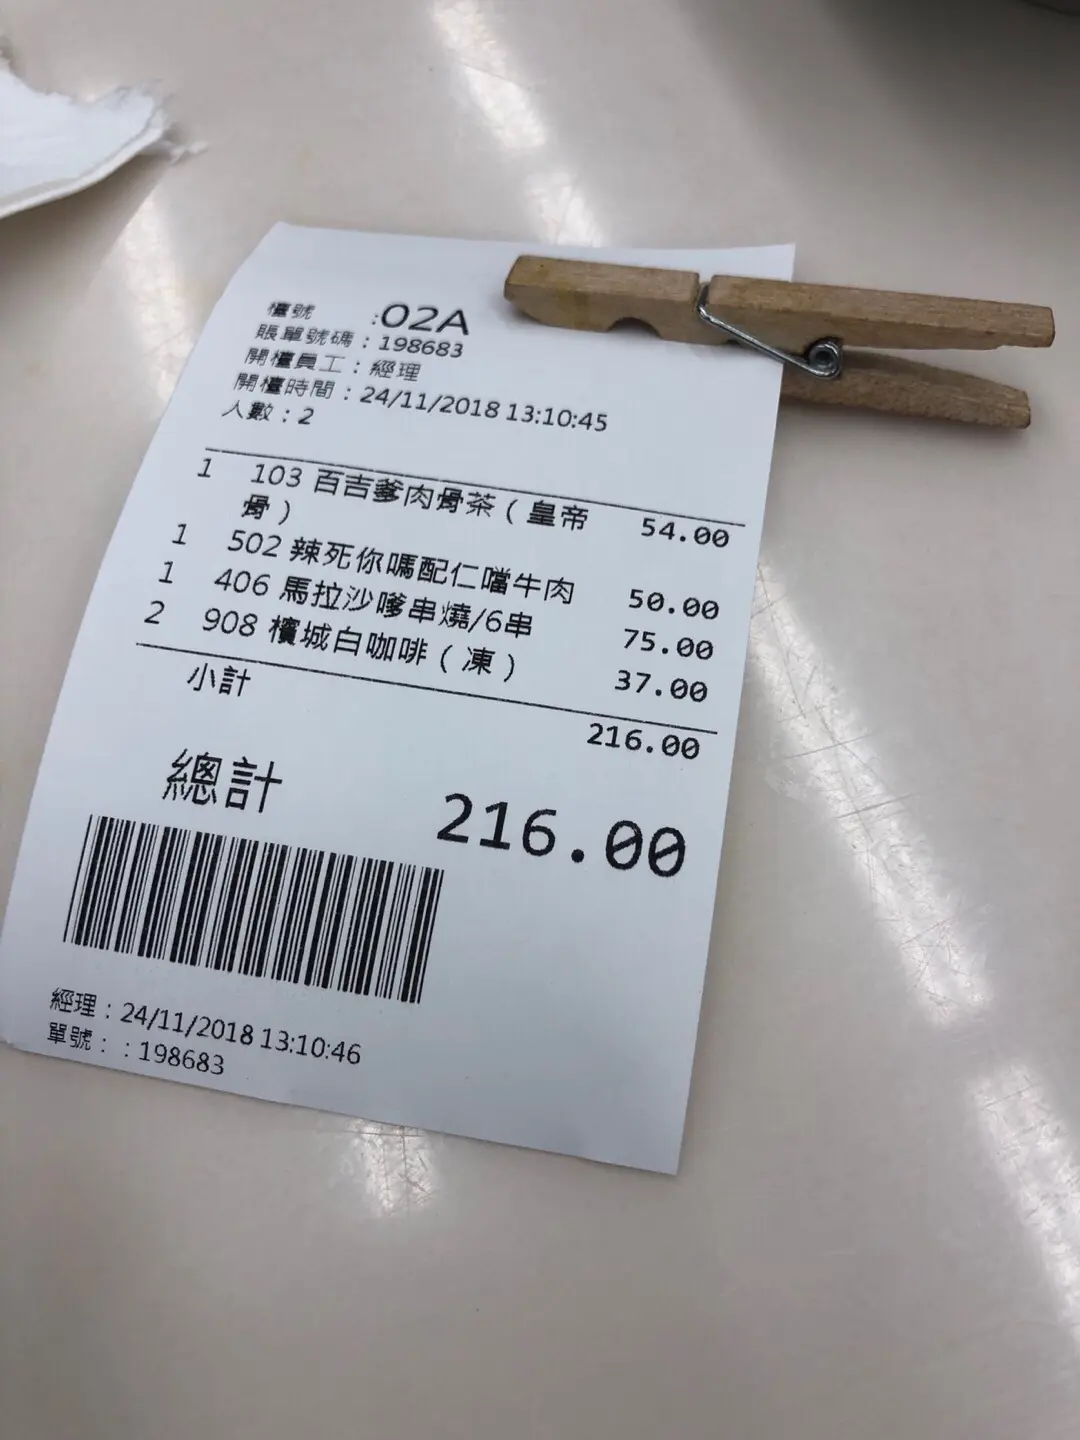 檯號 :02A
賬單號碼：198683
開檯員工：經理
開檯時間：24/11/2018 13:10:45
人數：2
1 103 百吉爹肉骨茶（皇帝骨） 54.00
1 502 辣死你嗎配仁噹牛肉 50.00
1 406 馬拉沙嗲串燒/6串 75.00
2 908 檳城白咖啡（凍） 37.00
小計 216.00
總計 216.00
經理：24/11/2018 13:10:46
單號：：198683